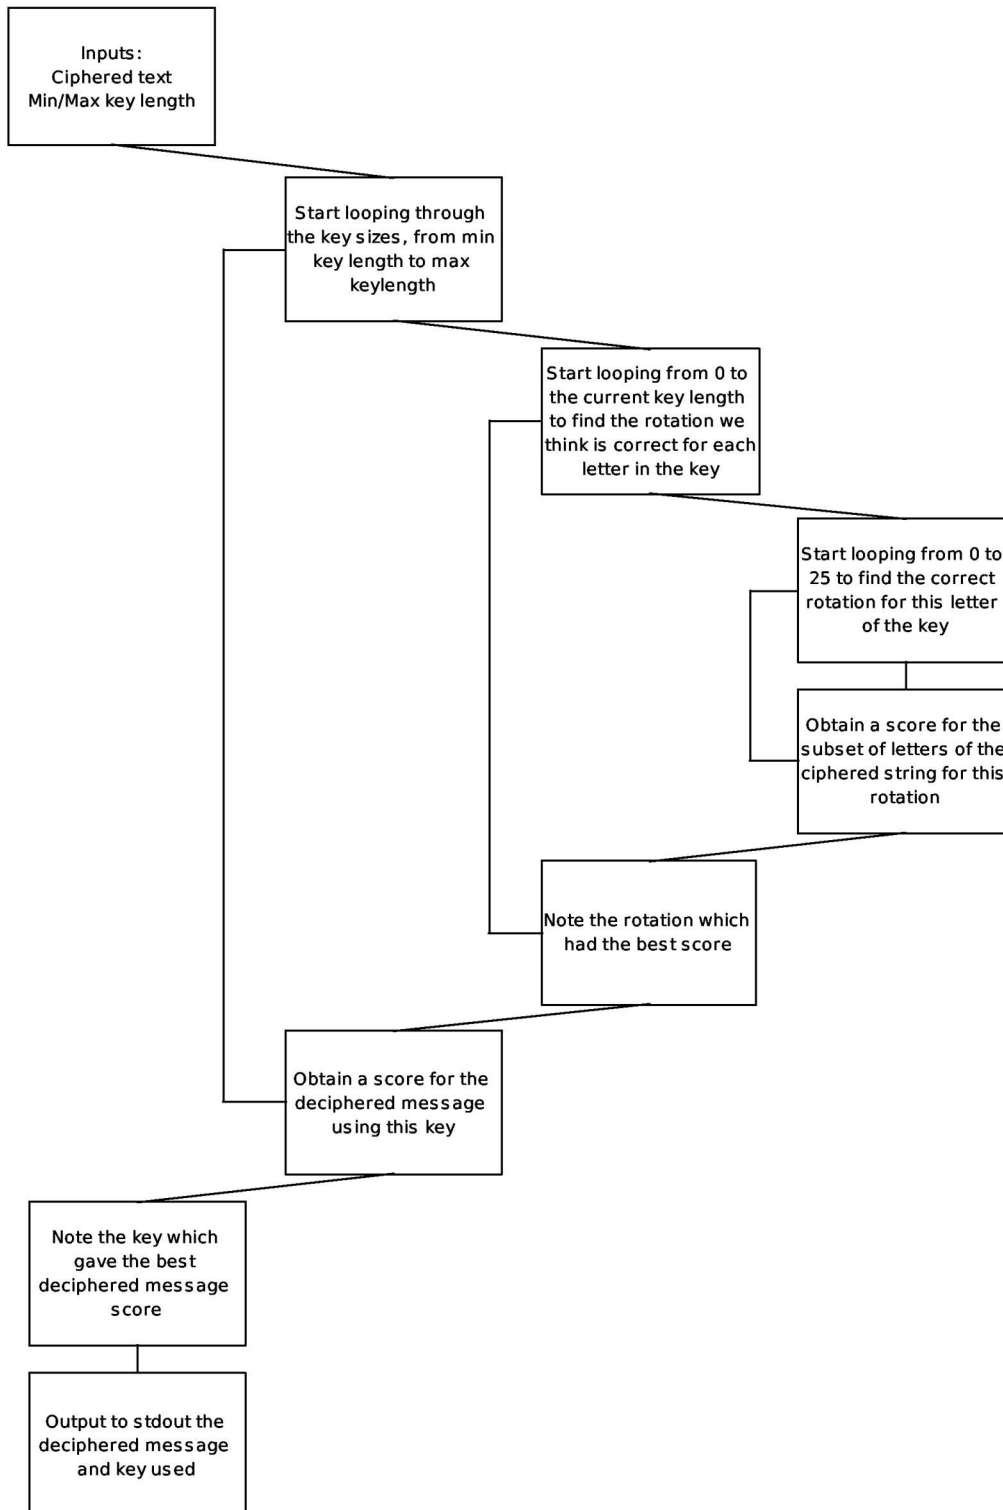 Inputs:
Ciphered text
Min/Max key length
Start looping through
the key sizes, from min
key length to max
keylength
Start looping from 0 to
the current key length
to find the rotation we
think is correct for each
letter in the key
Start looping from 0 to
25 to find the correct
rotation for this letter
of the key
Obtain a score for the
subset of letters of the
ciphered string for this
rotation
Note the rotation which
had the best score
Obtain a score for the
deciphered message
using this key
Note the key which
gave the best
deciphered message
score
Output to stdout the
deciphered message
and key used